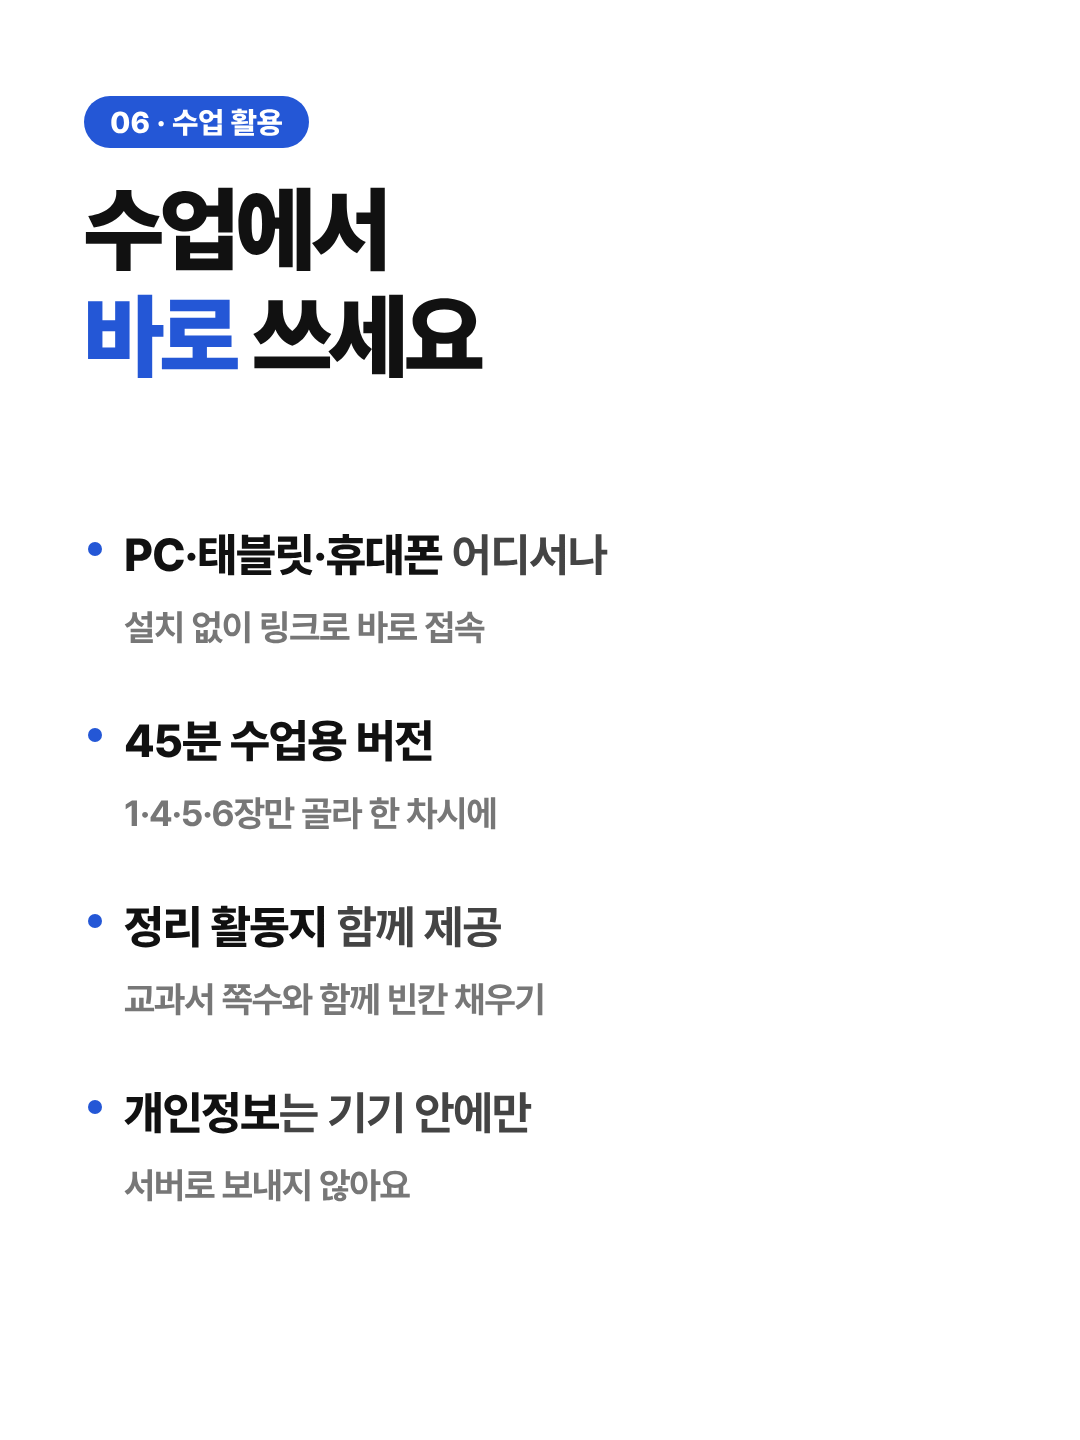 06 · 수업 활용
수업에서
바로 쓰세요
PC·태블릿·휴대폰 어디서나
설치 없이 링크로 바로 접속
45분 수업용 버전
1·4·5·6장만 골라 한 차시에
정리 활동지 함께 제공
교과서 쪽수와 함께 빈칸 채우기
개인정보는 기기 안에만
서버로 보내지 않아요